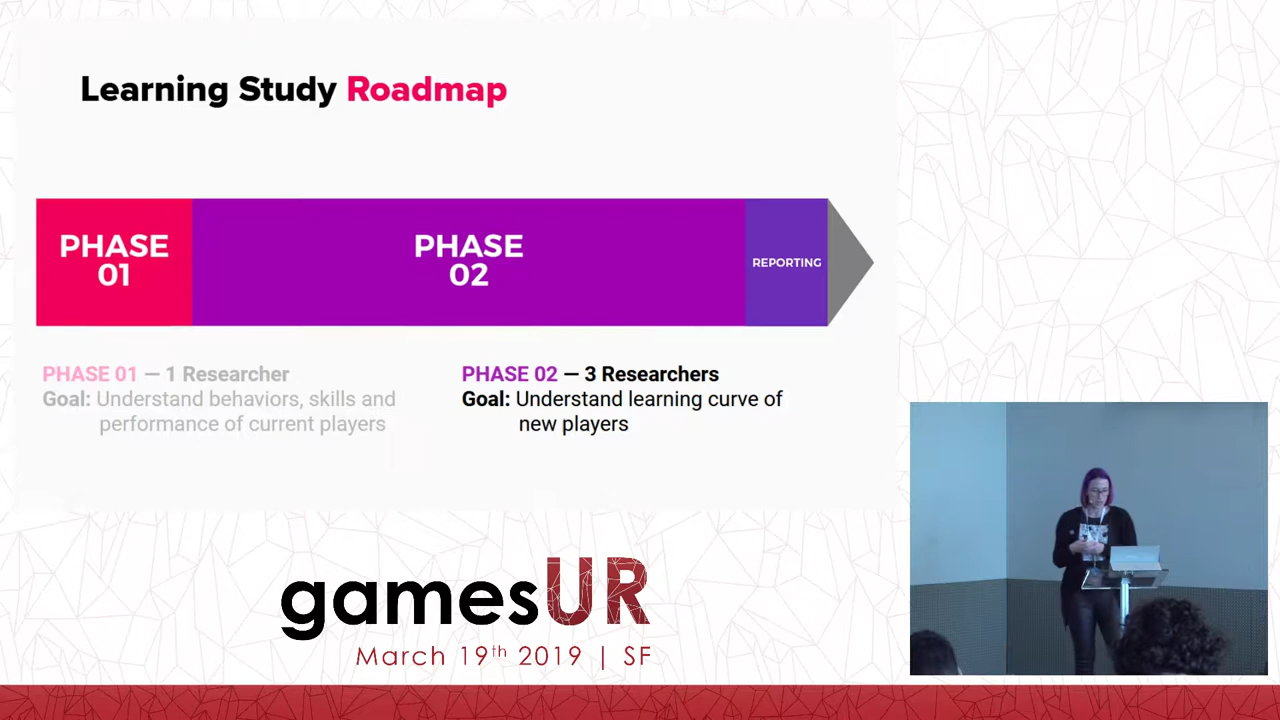 Learning Study Roadmap
PHASE
01
PHASE
02
REPORTING
PHASE 01 — 1 Researcher
Goal: Understand behaviors, skills and
performance of current players
PHASE 02 — 3 Researchers
Goal: Understand learning curve of
new players
gamesUR
March 19th 2019 | SF